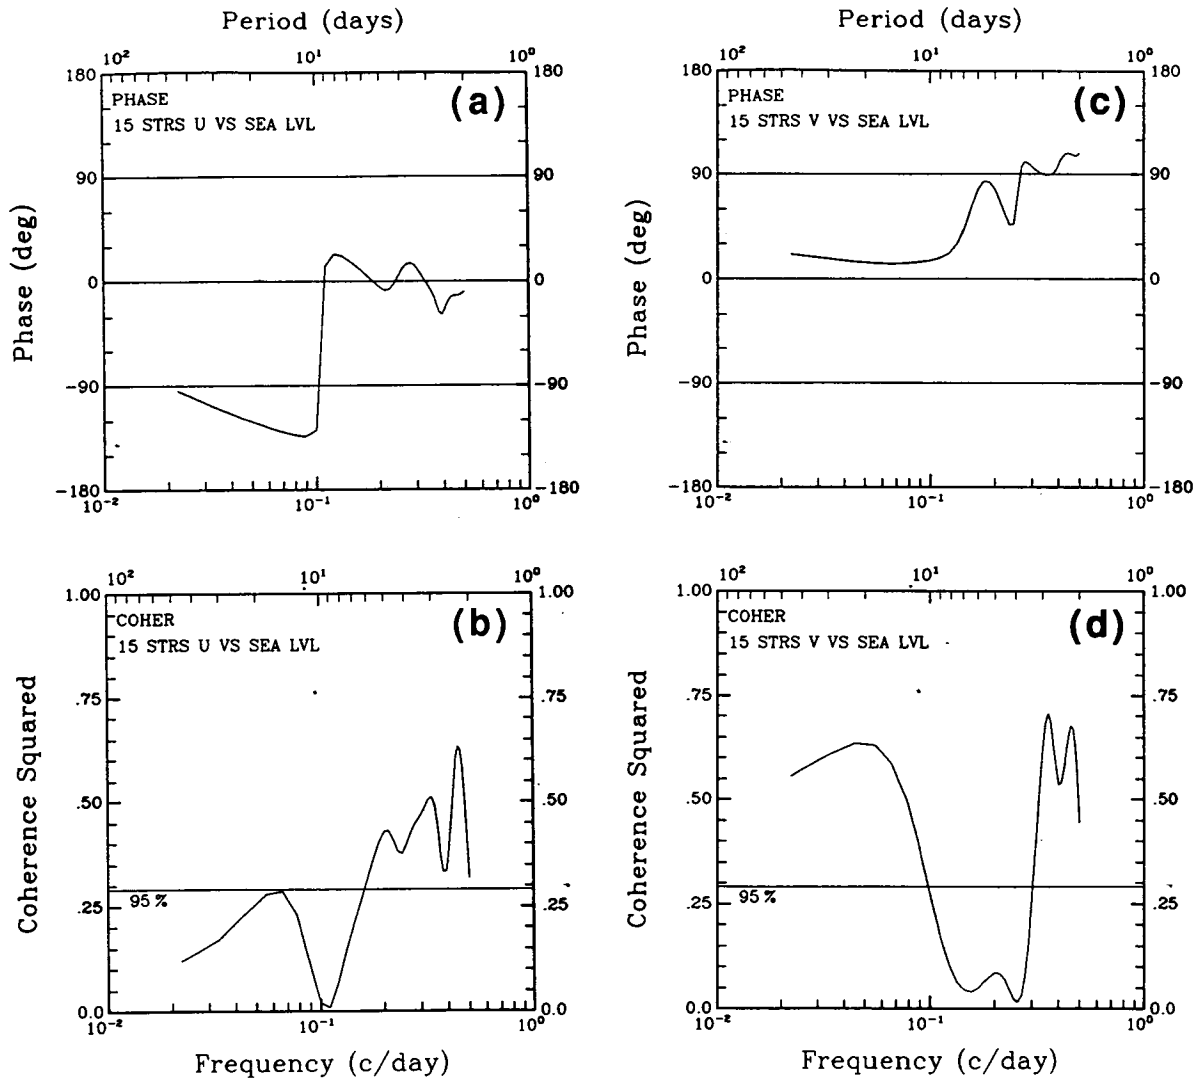 Period (days)
10² 10¹ 10⁰
180 180
PHASE
15 STRS U VS SEA LVL
(a)
90 90
0 0
-90 -90
-180 -180
10⁻² 10⁻¹ 10⁰
Phase (deg)
10² 10¹ 10⁰
1.00 1.00
COHER
15 STRS U VS SEA LVL
(b)
.75 .75
.50 .50
95%
.25 .25
0.0 0.0
10⁻² 10⁻¹ 10⁰
Coherence Squared
Frequency (c/day)
Period (days)
10² 10¹ 10⁰
180 180
PHASE
15 STRS V VS SEA LVL
(c)
90 90
0 0
-90 -90
-180 -180
10⁻² 10⁻¹ 10⁰
Phase (deg)
10² 10¹ 10⁰
1.00 1.00
COHER
15 STRS V VS SEA LVL
(d)
.75 .75
.50 .50
95%
.25 .25
0.0 0.0
10⁻² 10⁻¹ 10⁰
Coherence Squared
Frequency (c/day)